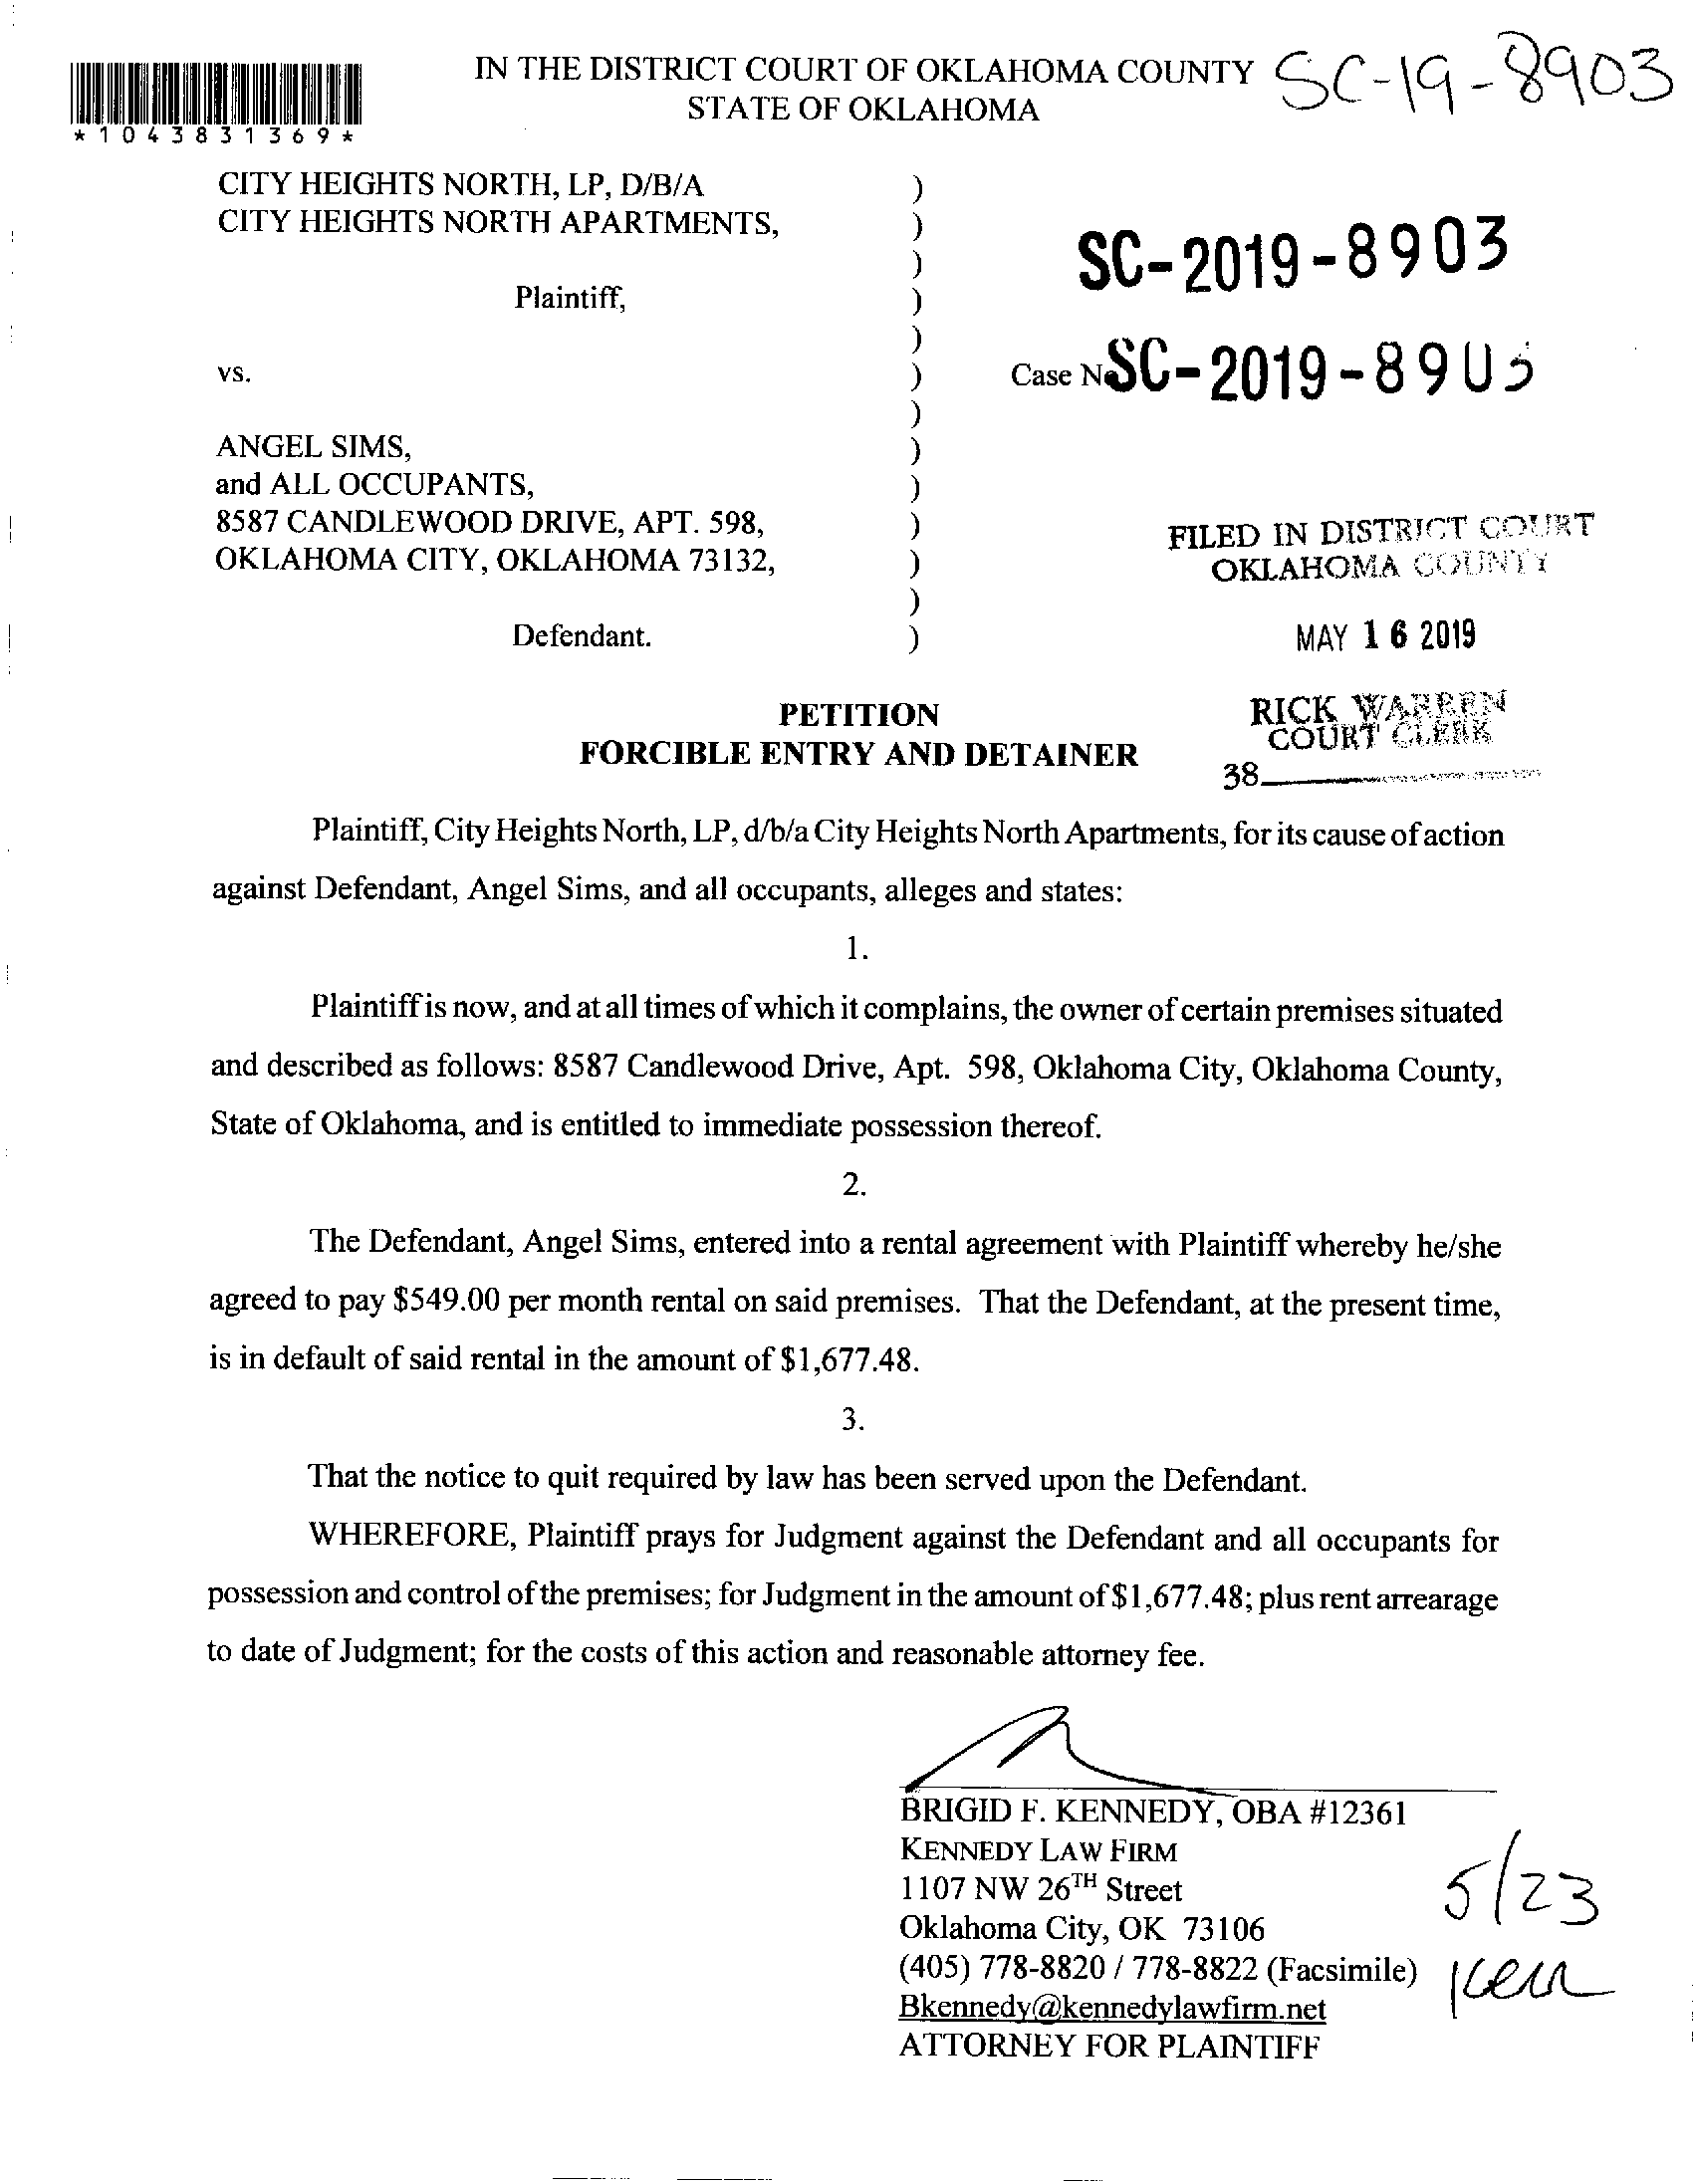 IN THE DISTRICT COURT OF OKLAHOMA COUNTY SC-19-8903
STATE OF OKLAHOMA
*1043831369*
CITY HEIGHTS NORTH, LP, D/B/A )
CITY HEIGHTS NORTH APARTMENTS, )
)
SC-2019-8903
Plaintiff, )
)
vs. ) Case No SC-2019-8903
)
ANGEL SIMS, )
and ALL OCCUPANTS, )
8587 CANDLEWOOD DRIVE, APT. 598, ) FILED IN DISTRICT COURT
OKLAHOMA CITY, OKLAHOMA 73132, ) OKLAHOMA COUNTY
)
Defendant. ) MAY 16 2019
PETITION RICK WARREN
FORCIBLE ENTRY AND DETAINER COURT CLERK
38
Plaintiff, City Heights North, LP, d/b/a City Heights North Apartments, for its cause of action
against Defendant, Angel Sims, and all occupants, alleges and states:
1.
Plaintiff is now, and at all times of which it complains, the owner of certain premises situated
and described as follows: 8587 Candlewood Drive, Apt. 598, Oklahoma City, Oklahoma County,
State of Oklahoma, and is entitled to immediate possession thereof.
2.
The Defendant, Angel Sims, entered into a rental agreement with Plaintiff whereby he/she
agreed to pay $549.00 per month rental on said premises. That the Defendant, at the present time,
is in default of said rental in the amount of $1,677.48.
3.
That the notice to quit required by law has been served upon the Defendant.
WHEREFORE, Plaintiff prays for Judgment against the Defendant and all occupants for
possession and control of the premises; for Judgment in the amount of $1,677.48; plus rent arrearage
to date of Judgment; for the costs of this action and reasonable attorney fee.
BRIGID F. KENNEDY, OBA #12361
KENNEDY LAW FIRM
1107 NW 26TH Street 5/23
Oklahoma City, OK 73106
(405) 778-8820 / 778-8822 (Facsimile)
Bkennedy@kennedylawfirm.net
ATTORNEY FOR PLAINTIFF